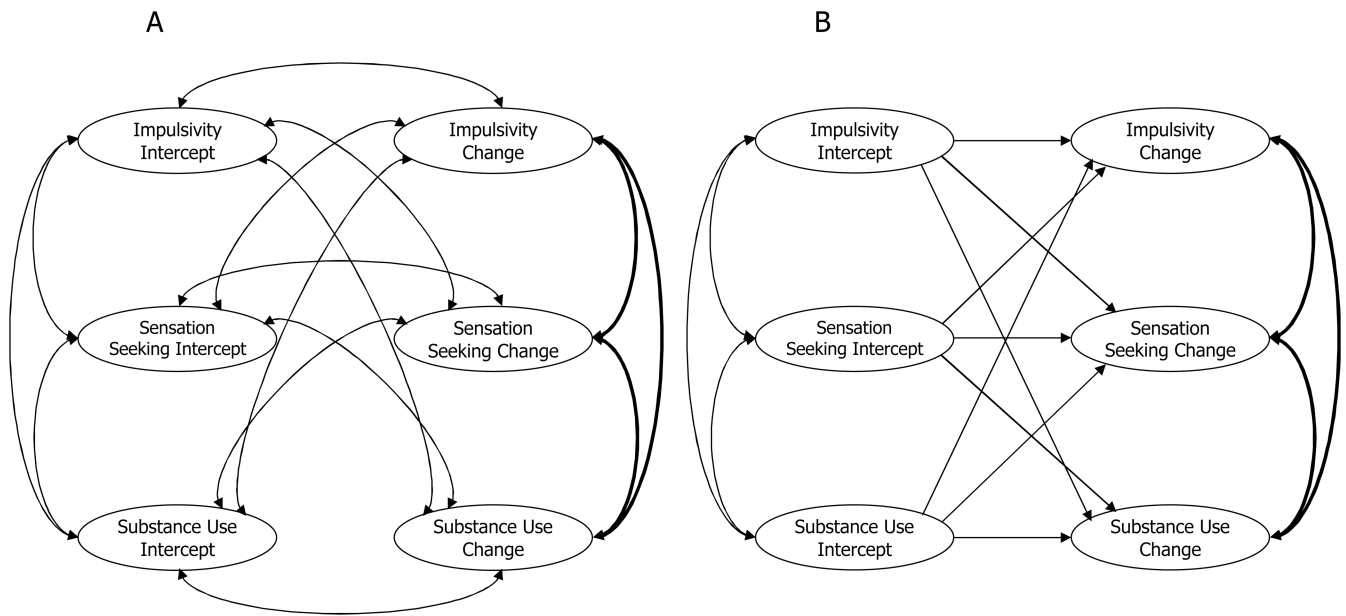 A
Impulsivity
Intercept
Impulsivity
Change
Sensation
Seeking Intercept
Sensation
Seeking Change
Substance Use
Intercept
Substance Use
Change
B
Impulsivity
Intercept
Impulsivity
Change
Sensation
Seeking Intercept
Sensation
Seeking Change
Substance Use
Intercept
Substance Use
Change